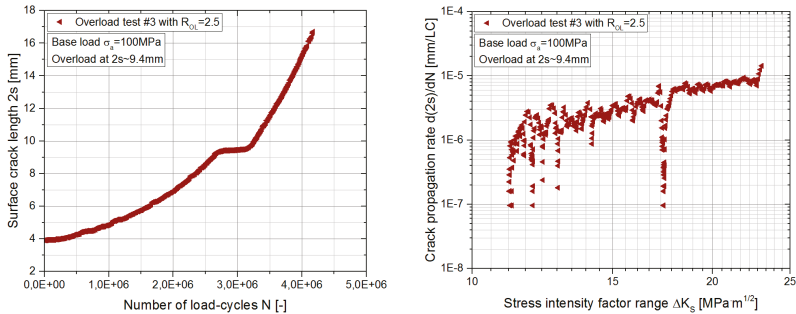 Overload test #3 with R_OL=2.5
Base load σ_a=100MPa
Overload at 2s~9.4mm
Surface crack length 2s [mm]
18
16
14
12
10
8
6
4
2
0,0E+00 1,0E+06 2,0E+06 3,0E+06 4,0E+06 5,0E+06
Number of load-cycles N [-]
Overload test #3 with R_OL=2.5
Base load σ_a=100MPa
Overload at 2s~9.4mm
Crack propagation rate d(2s)/dN [mm/LC]
1E-4
1E-5
1E-6
1E-7
1E-8
10 15 20 25
Stress intensity factor range ΔK_S [MPa m^1/2]